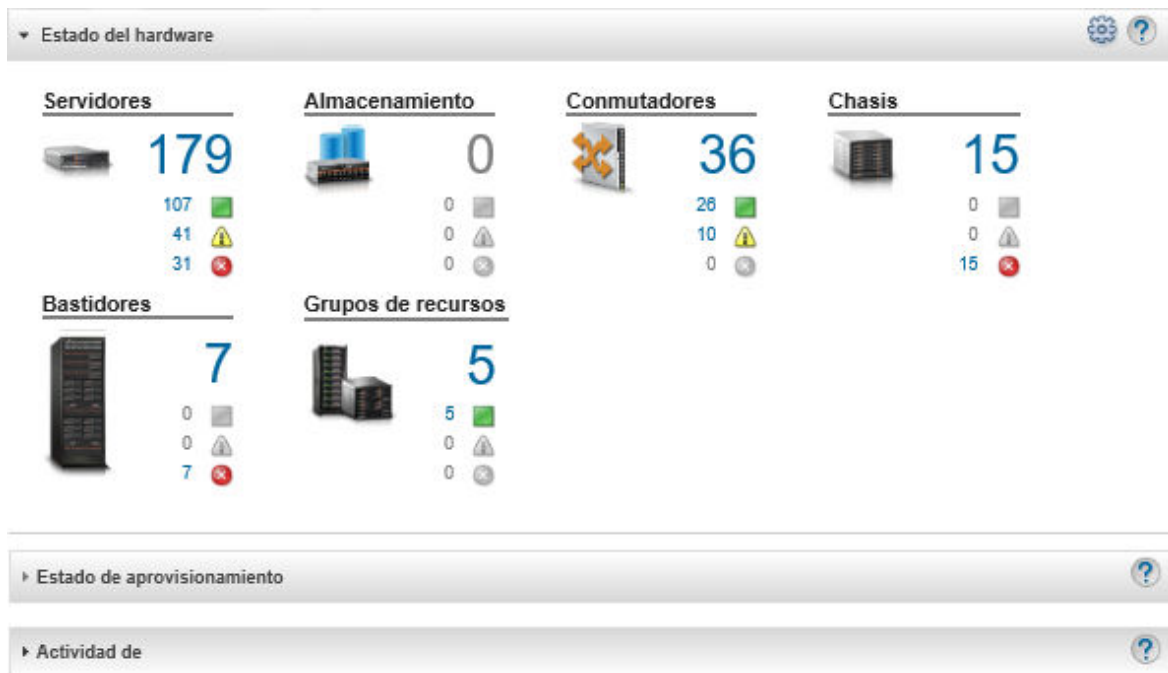 Estado del hardware
Servidores
179
107
41
31
Almacenamiento
0
0
0
0
Conmutadores
36
26
10
0
Chasis
15
0
0
15
Bastidores
7
0
0
7
Grupos de recursos
5
5
0
0
Estado de aprovisionamiento
Actividad de